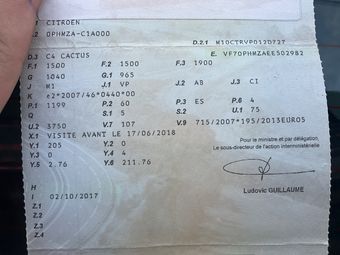 .1 CITROEN
.2 0PHMZA-C1A000
D.2.1 M10CTRVP012D727
D.3 C4 CACTUS E. VF7OPHMZAEE502982
F.1 1500 F.2 1500 F.3 1900
G 1040 G.1 965
J M1 J.1 VP J.2 AB J.3 CI
K e2*2007/46*0440*00
P.1 1199 P.2 60 P.3 ES P.6 4
Q S.1 5 S.2 U.1 75
U.2 3750 V.7 107 V.9 715/2007*195/2013EURO5
X.1 VISITE AVANT LE 17/06/2018
Y.1 205 Y.2 0
Y.3 0 Y.4 4
Y.5 2.76 Y.6 211.76
Pour le ministre et par délégation,
Le sous-directeur de l'action interministérielle
Ludovic GUILLAUME
H
I 02/10/2017
Z.1
Z.2
Z.3
Z.4